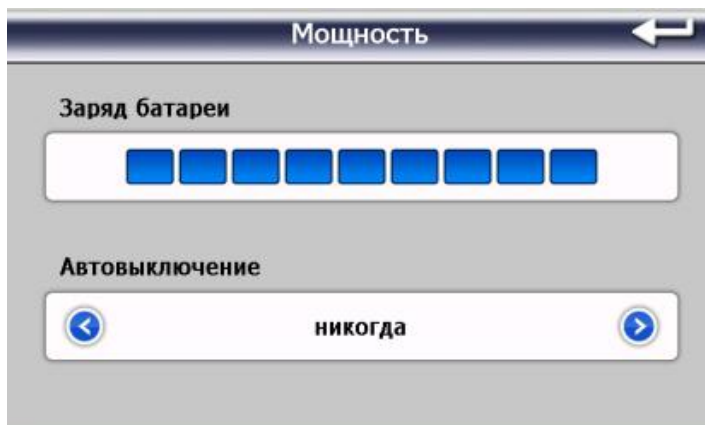 Мощность
Заряд батареи
Автовыключение
никогда